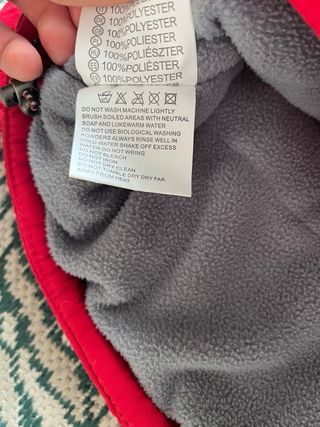 100%POLYESTER
100%POLYESTER
100%POLIÉSTER
100%POLIÉSZTER
ES 100%POLYESTER
DO NOT WASH MACHINE LIGHTLY
BRUSH SOILED AREAS WITH NEUTRAL
SOAP AND LUKEWARM WATER
DO NOT USE BIOLOGICAL WASHING
POWDERS ALWAYS RINSE WELL IN
COLD WATER SHAKE OFF EXCESS
WATER DO NOT WRING
DO NOT BLEACH
DO NOT IRON
DO NOT DRY CLEAN
DO NOT TUMBLE DRY DRY FAR
AWAY FROM HEAT